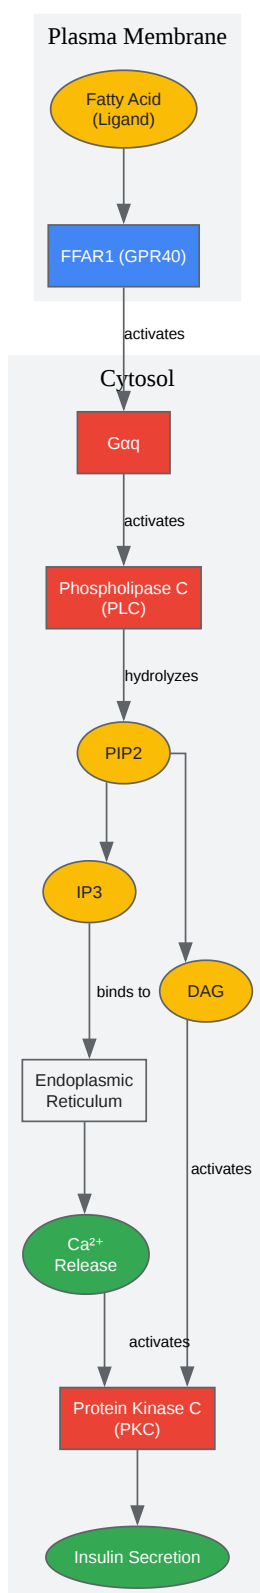 Plasma Membrane
Fatty Acid
(Ligand)
FFAR1 (GPR40)
activates
Cytosol
Gαq
activates
Phospholipase C
(PLC)
hydrolyzes
PIP2
IP3
binds to
DAG
Endoplasmic
Reticulum
activates
Ca²⁺
Release
activates
Protein Kinase C
(PKC)
Insulin Secretion